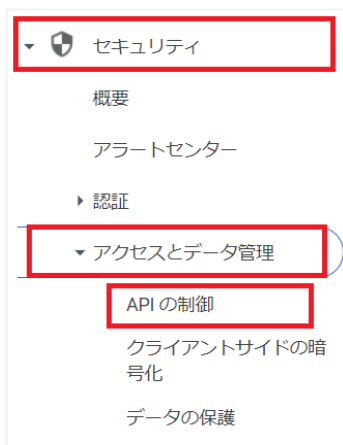 セキュリティ
概要
アラートセンター
認証
アクセスとデータ管理
API の制御
クライアントサイドの暗
号化
データの保護